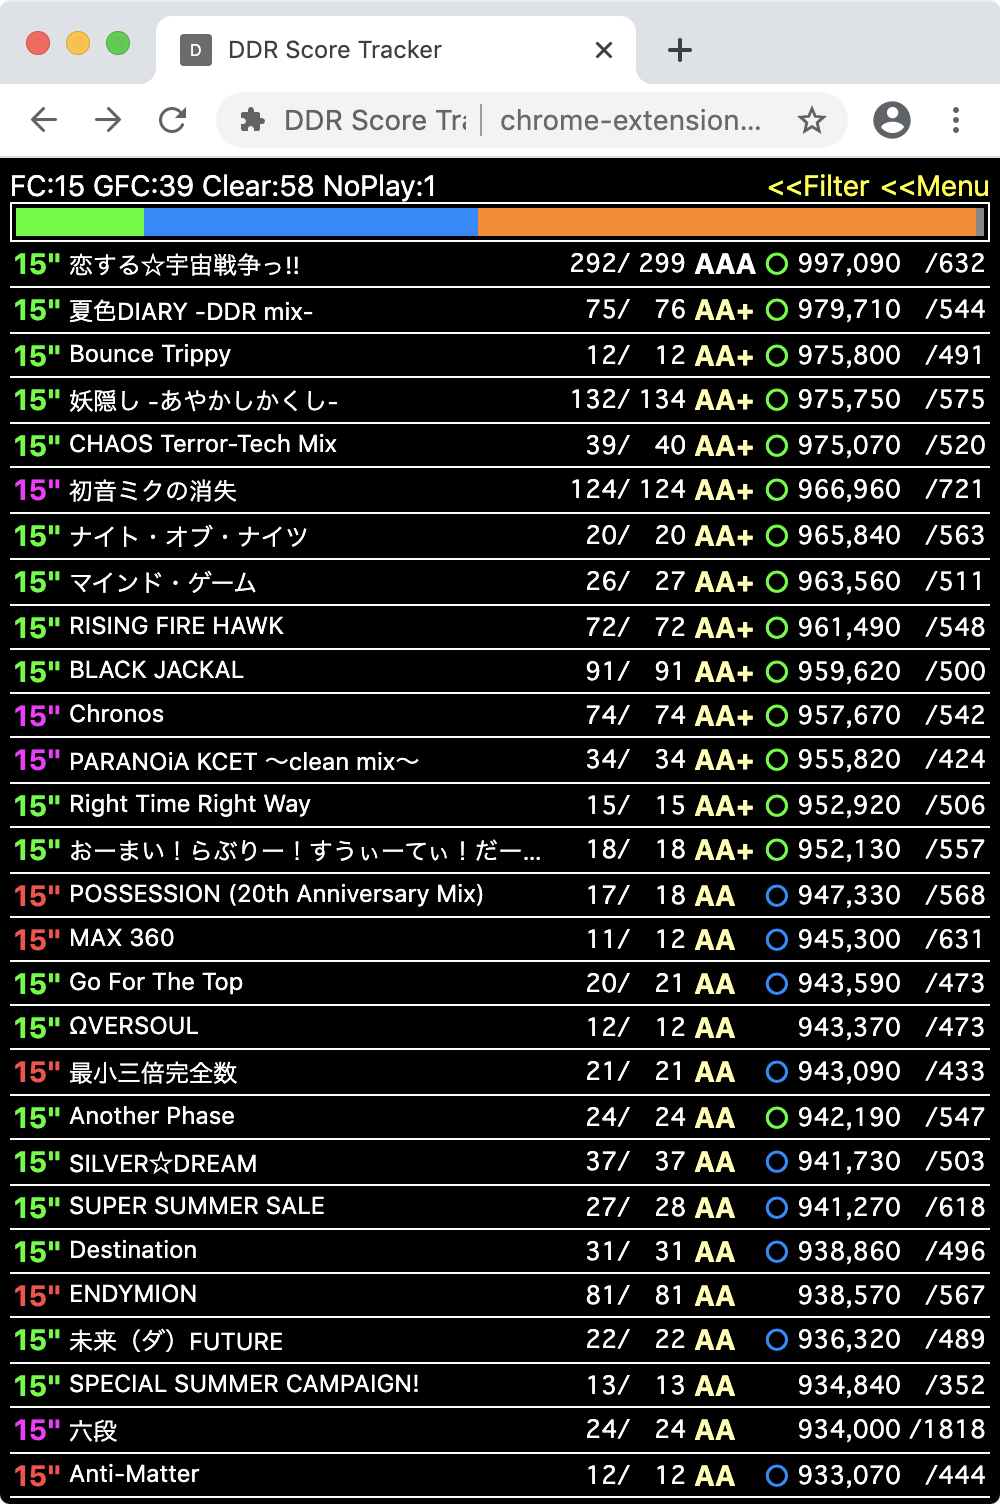 D DDR Score Tracker
DDR Score Tra chrome-extension...
FC:15 GFC:39 Clear:58 NoPlay:1 <<Filter <<Menu
15" 恋する☆宇宙戦争っ!! 292/ 299 AAA 997,090 /632
15" 夏色DIARY -DDR mix- 75/ 76 AA+ 979,710 /544
15" Bounce Trippy 12/ 12 AA+ 975,800 /491
15" 妖隠し -あやかしかくし- 132/ 134 AA+ 975,750 /575
15" CHAOS Terror-Tech Mix 39/ 40 AA+ 975,070 /520
15" 初音ミクの消失 124/ 124 AA+ 966,960 /721
15" ナイト・オブ・ナイツ 20/ 20 AA+ 965,840 /563
15" マインド・ゲーム 26/ 27 AA+ 963,560 /511
15" RISING FIRE HAWK 72/ 72 AA+ 961,490 /548
15" BLACK JACKAL 91/ 91 AA+ 959,620 /500
15" Chronos 74/ 74 AA+ 957,670 /542
15" PARANOiA KCET ～clean mix～ 34/ 34 AA+ 955,820 /424
15" Right Time Right Way 15/ 15 AA+ 952,920 /506
15" おーまい！らぶりー！すうぃーてぃ！だー... 18/ 18 AA+ 952,130 /557
15" POSSESSION (20th Anniversary Mix) 17/ 18 AA 947,330 /568
15" MAX 360 11/ 12 AA 945,300 /631
15" Go For The Top 20/ 21 AA 943,590 /473
15" ΩVERSOUL 12/ 12 AA 943,370 /473
15" 最小三倍完全数 21/ 21 AA 943,090 /433
15" Another Phase 24/ 24 AA 942,190 /547
15" SILVER☆DREAM 37/ 37 AA 941,730 /503
15" SUPER SUMMER SALE 27/ 28 AA 941,270 /618
15" Destination 31/ 31 AA 938,860 /496
15" ENDYMION 81/ 81 AA 938,570 /567
15" 未来（ダ）FUTURE 22/ 22 AA 936,320 /489
15" SPECIAL SUMMER CAMPAIGN! 13/ 13 AA 934,840 /352
15" 六段 24/ 24 AA 934,000 /1818
15" Anti-Matter 12/ 12 AA 933,070 /444